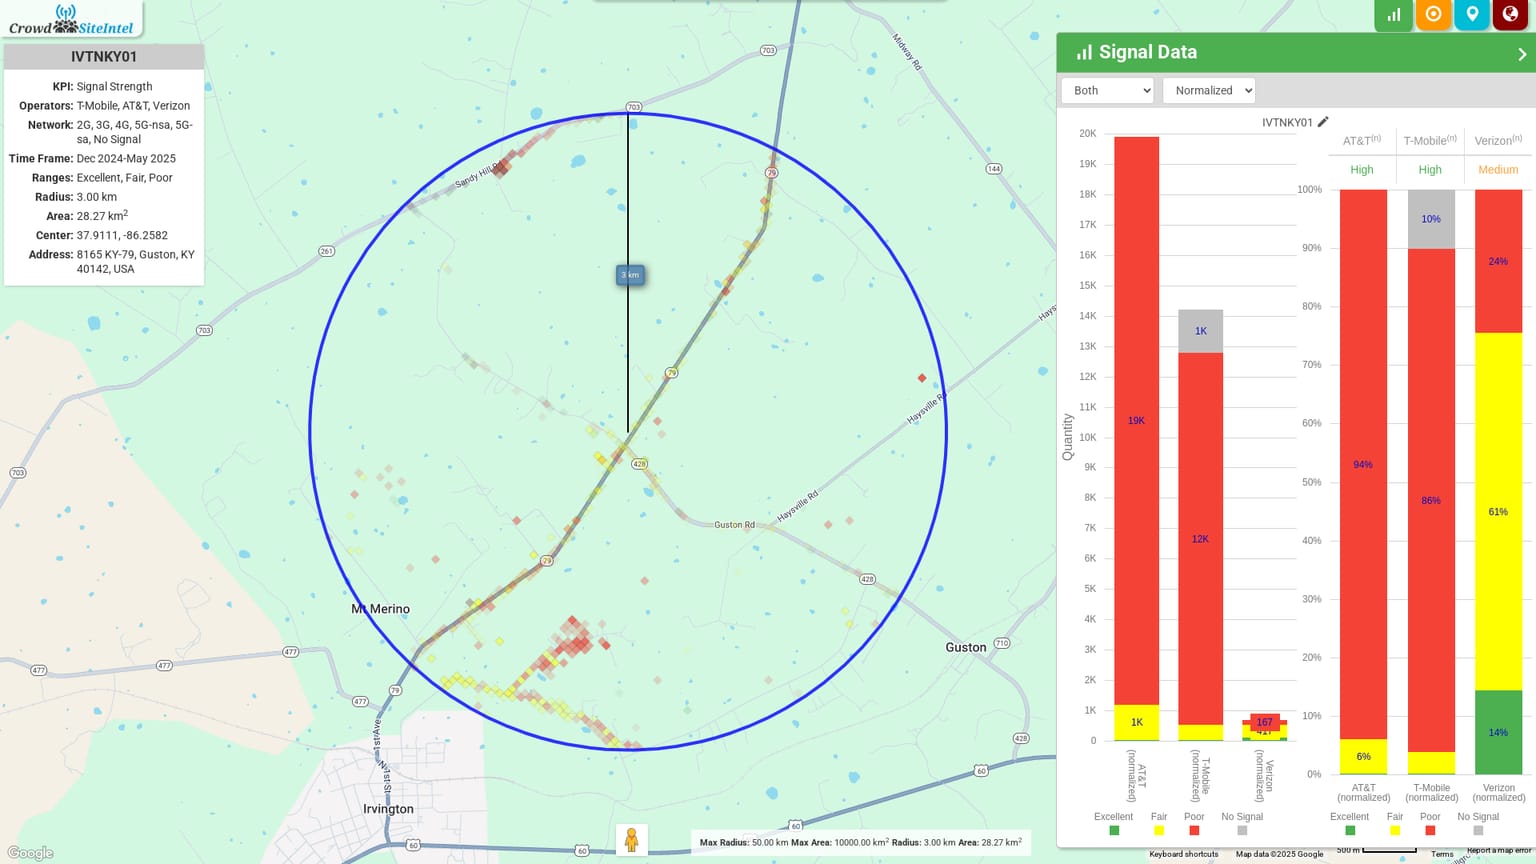 Crowd SiteIntel
IVTNKY01
KPI: Signal Strength
Operators: T-Mobile, AT&T, Verizon
Network: 2G, 3G, 4G, 5G-nsa, 5G-
sa, No Signal
Time Frame: Dec 2024-May 2025
Ranges: Excellent, Fair, Poor
Radius: 3.00 km
Area: 28.27 km²
Center: 37.9111, -86.2582
Address: 8165 KY-79, Guston, KY
40142, USA
703
Midway Rd
703
144
Sandy Hill Rd
79
261
3 km
703
79
Haysville Rd
703
428
Haysville Rd
Guston Rd
79
428
Mt Merino
Guston
710
477
477
477
79
477
1st Ave
N 1st St
428
60
Irvington
60
60
60
Google
Max Radius: 50.00 km Max Area: 10000.00 km² Radius: 3.00 km Area: 28.27 km²
Keyboard shortcuts
Map data ©2025 Google
500 m
Terms
Report a map error
Signal Data
Both
Normalized
IVTNKY01
AT&T(n)
T-Mobile(n)
Verizon(n)
High
High
Medium
Quantity
20K
19K
18K
17K
16K
15K
14K
13K
12K
11K
10K
9K
8K
7K
6K
5K
4K
3K
2K
1K
0
19K
1K
1K
12K
167
417
AT&T
(normalized)
T-Mobile
(normalized)
Verizon
(normalized)
Excellent
Fair
Poor
No Signal
100%
90%
80%
70%
60%
50%
40%
30%
20%
10%
0%
94%
6%
10%
86%
24%
61%
14%
AT&T
(normalized)
T-Mobile
(normalized)
Verizon
(normalized)
Excellent
Fair
Poor
No Signal